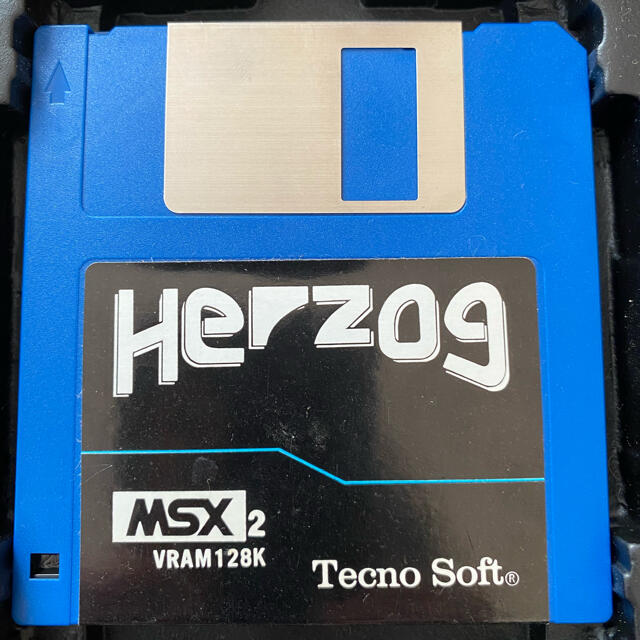 Herzog
MSX2
VRAM128K
Tecno Soft®